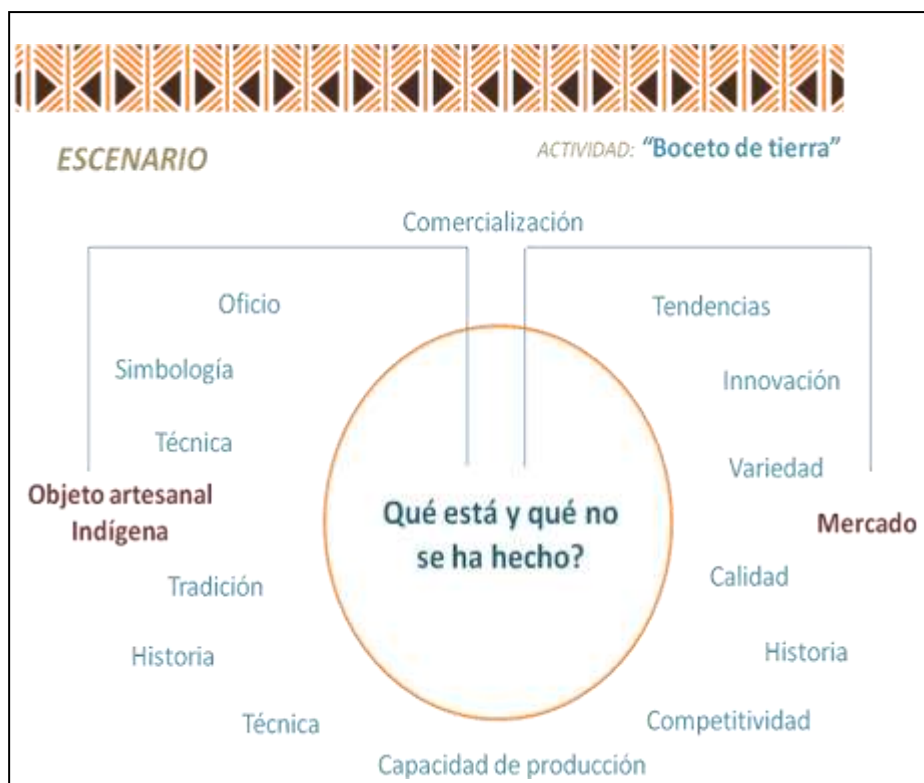 ESCENARIO
ACTIVIDAD: “Boceto de tierra”
Comercialización
Oficio
Simbología
Técnica
Objeto artesanal
Indígena
Tradición
Historia
Técnica
Qué está y qué no
se ha hecho?
Tendencias
Innovación
Variedad
Mercado
Calidad
Historia
Competitividad
Capacidad de producción